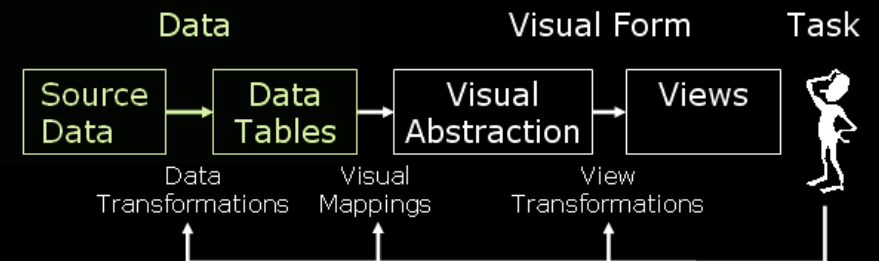 Data
Visual Form
Task
Source
Data
Data
Tables
Visual
Abstraction
Views
Data
Transformations
Visual
Mappings
View
Transformations